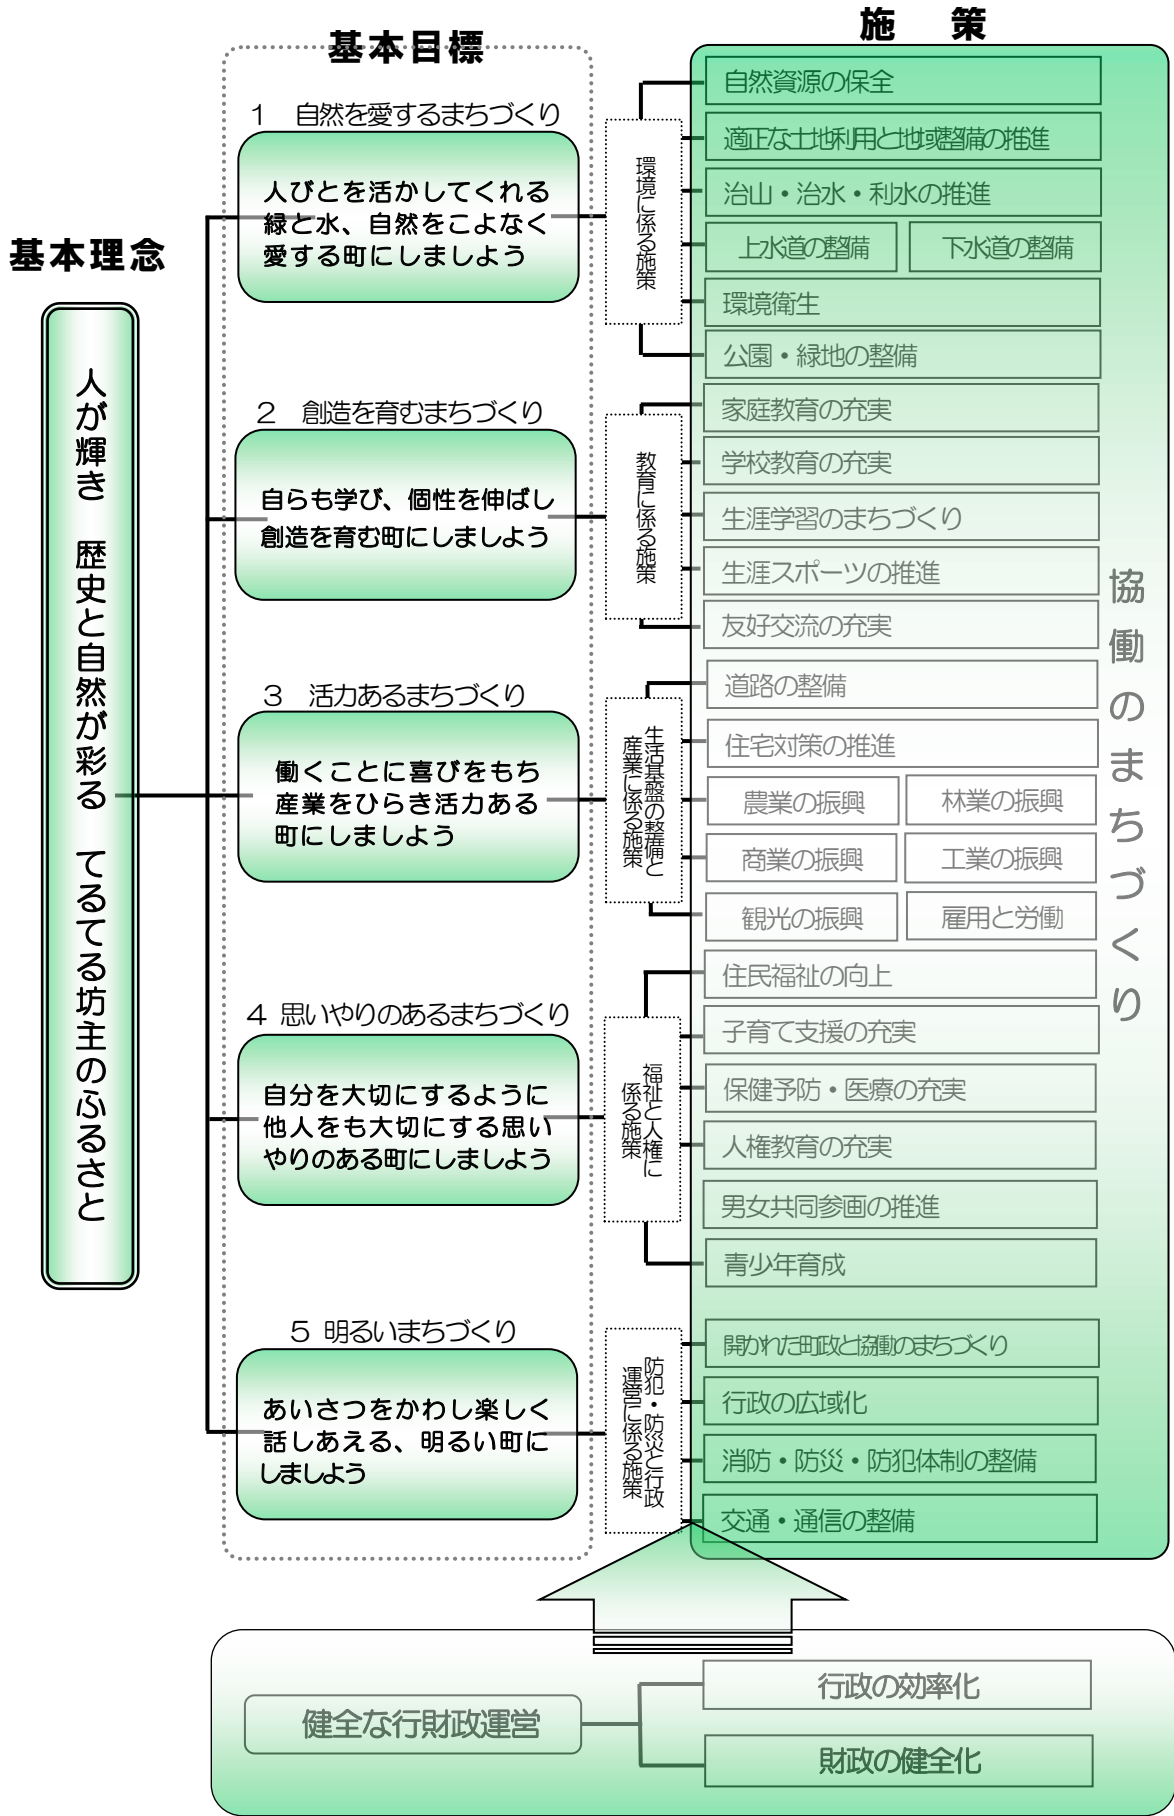 基本理念
人が輝き 歴史と自然が彩る てるてる坊主のふるさと
基本目標
1 自然を愛するまちづくり
人びとを活かしてくれる
緑と水、自然をこよなく
愛する町にしましよう
2 創造を育むまちづくり
自らも学び、個性を伸ばし
創造を育む町にしましよう
3 活力あるまちづくり
働くことに喜びをもち
産業をひらき活力ある
町にしましよう
4 思いやりのあるまちづくり
自分を大切にするように
他人をも大切にする思い
やりのある町にしましよう
5 明るいまちづくり
あいさつをかわし楽しく
話しあえる、明るい町に
しましよう
施 策
環境に係る施策
自然資源の保全
適正な土地利用と地域整備の推進
治山・治水・利水の推進
上水道の整備
下水道の整備
環境衛生
公園・緑地の整備
教育に係る施策
家庭教育の充実
学校教育の充実
生涯学習のまちづくり
生涯スポーツの推進
友好交流の充実
生活基盤の整備と
産業に係る施策
道路の整備
住宅対策の推進
農業の振興
林業の振興
商業の振興
工業の振興
観光の振興
雇用と労働
福祉と人権に
係る施策
住民福祉の向上
子育て支援の充実
保健予防・医療の充実
人権教育の充実
男女共同参画の推進
青少年育成
防犯・防災と行政
運営に係る施策
開かれた町政と協働のまちづくり
行政の広域化
消防・防災・防犯体制の整備
交通・通信の整備
協働のまちづくり
健全な行財政運営
行政の効率化
財政の健全化